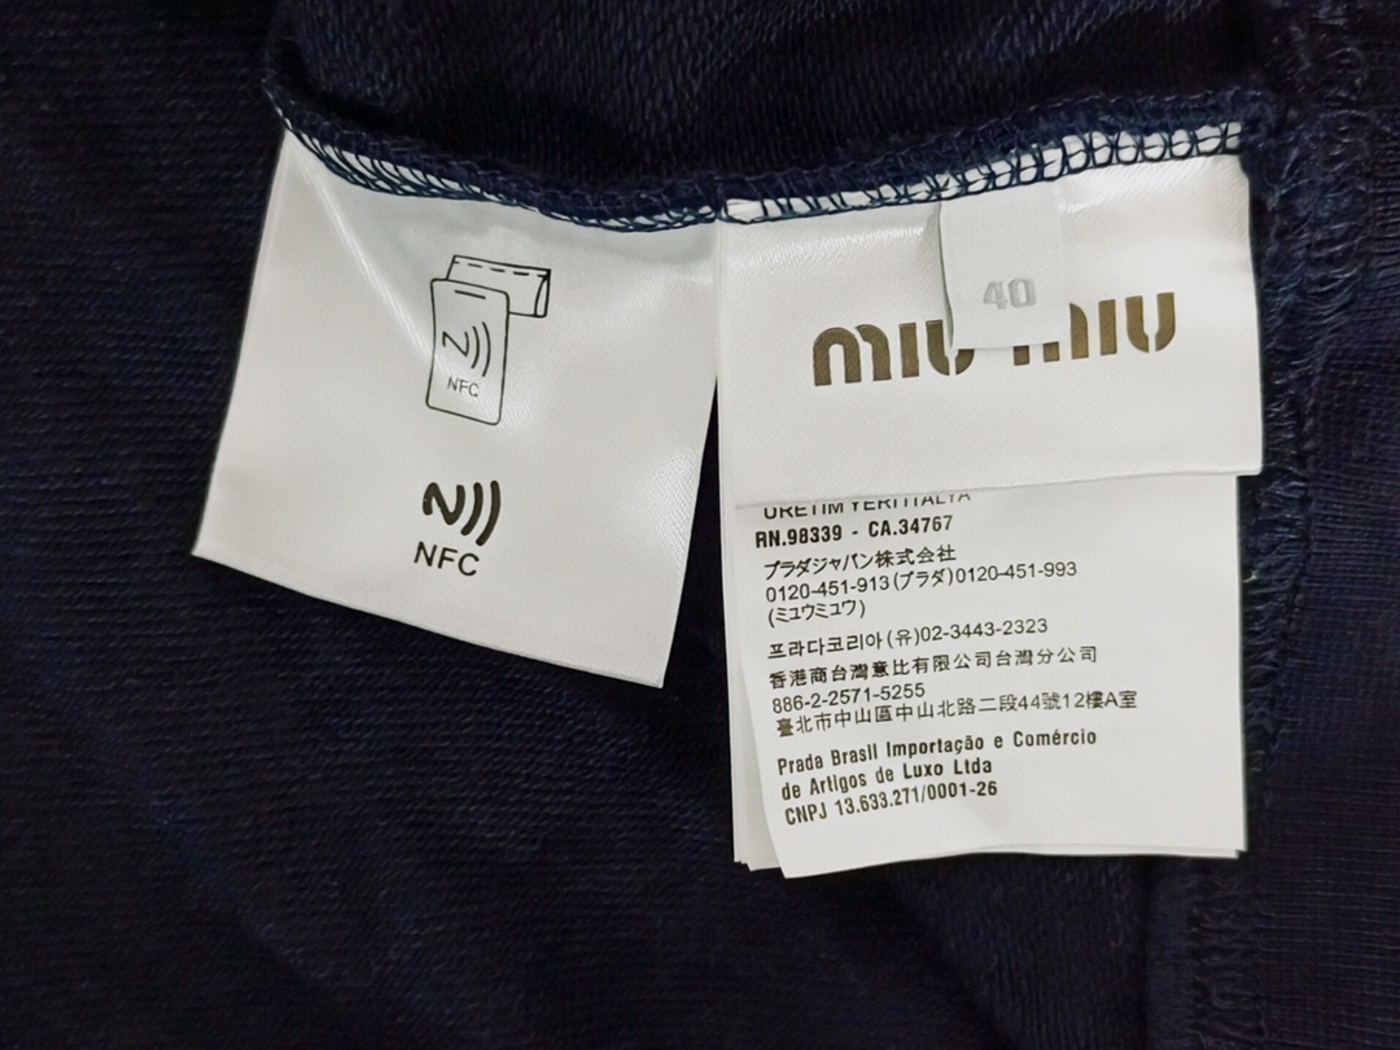 NFC
NFC
40
miu miu
ÜRETİM YERİ İTALYA
RN.98339 - CA.34767
プラダジャパン株式会社
0120-451-913(プラダ)0120-451-993
(ミュウミュウ)
프라다코리아(유)02-3443-2323
香港商台灣意比有限公司台灣分公司
886-2-2571-5255
臺北市中山區中山北路二段44號12樓A室
Prada Brasil Importação e Comércio
de Artigos de Luxo Ltda
CNPJ 13.633.271/0001-26